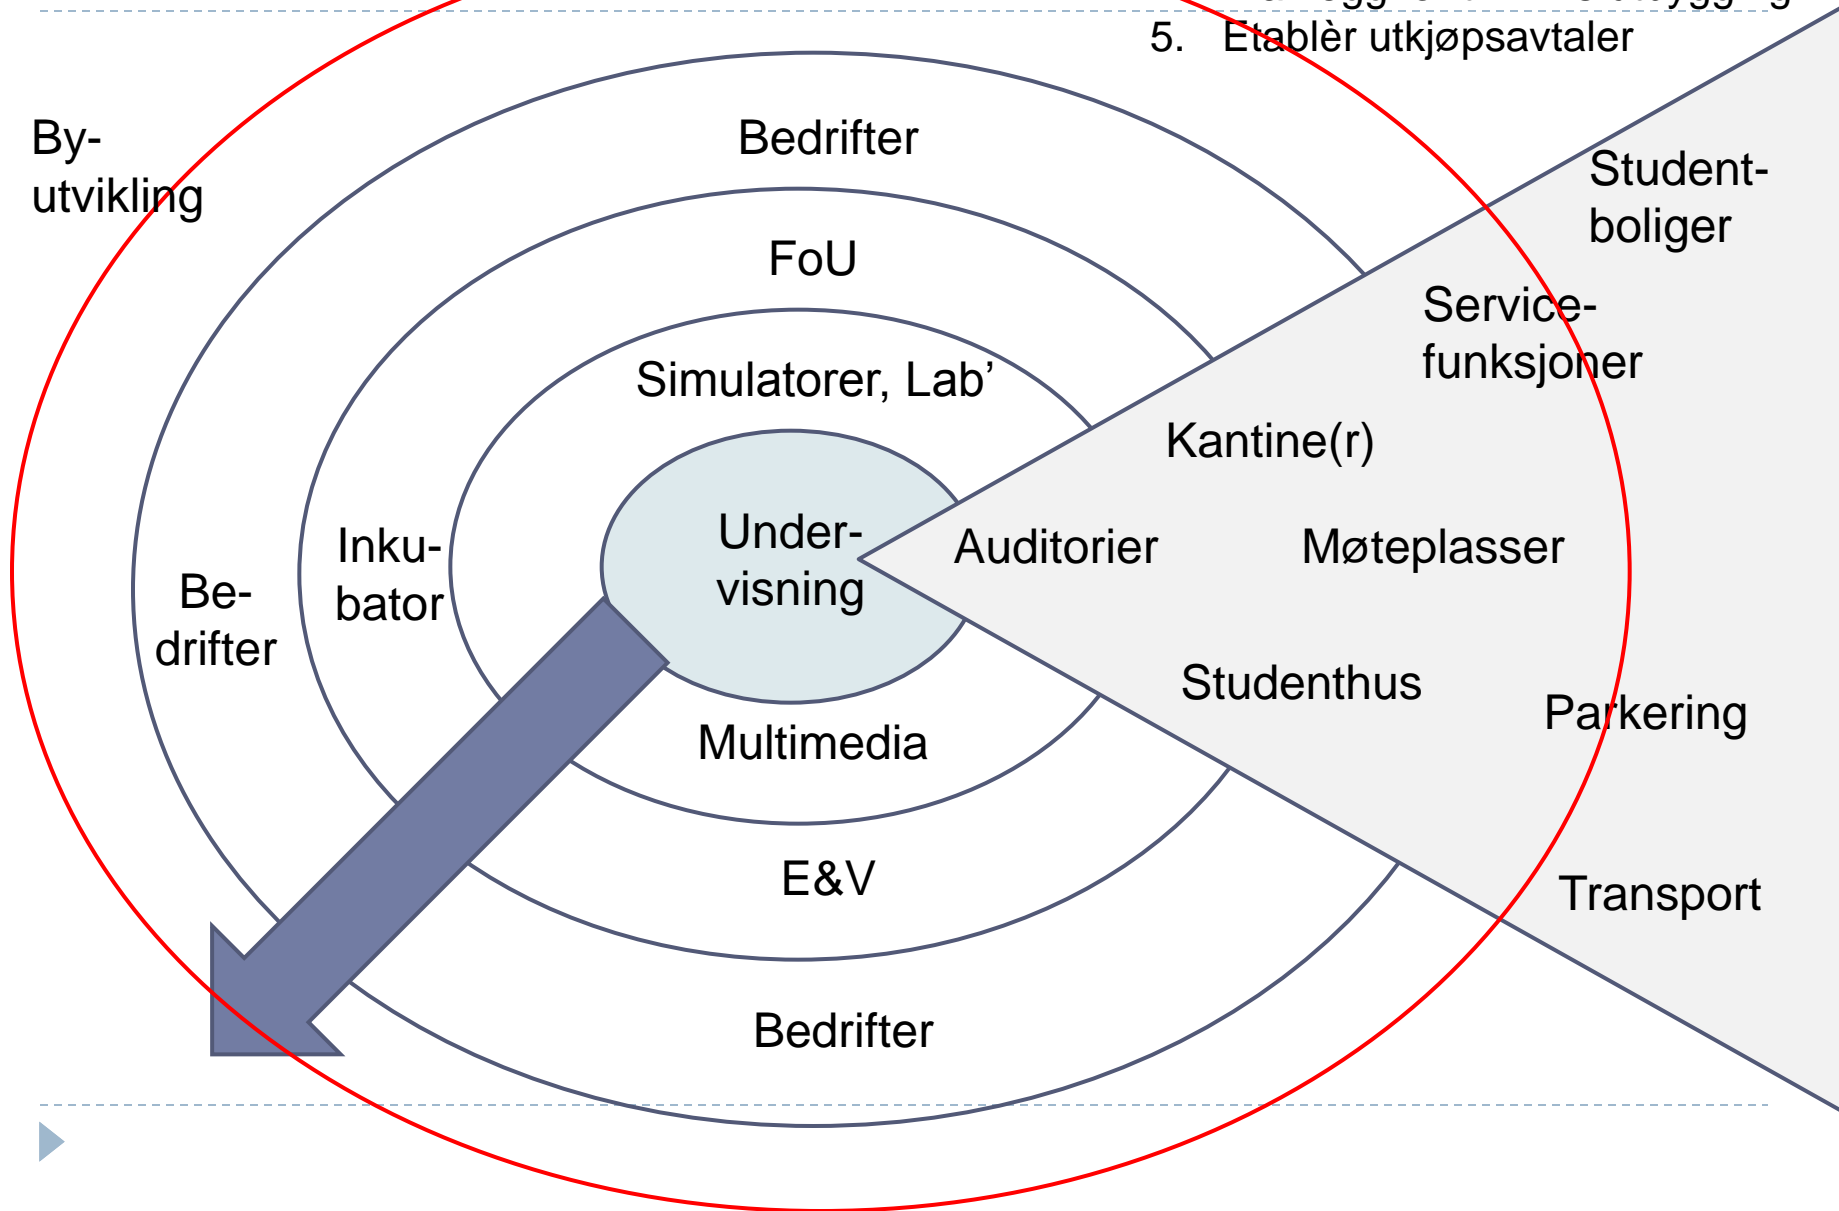 5. Etablèr utkjøpsavtaler
By-
utvikling
Bedrifter
Student-
boliger
FoU
Service-
funksjoner
Simulatorer, Lab’
Kantine(r)
Under-
visning
Auditorier
Møteplasser
Inku-
bator
Be-
drifter
Studenthus
Parkering
Multimedia
E&V
Transport
Bedrifter